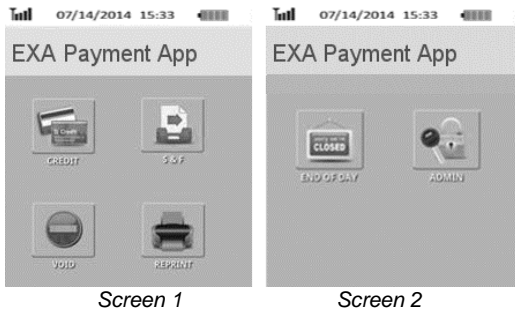 07/14/2014 15:33
EXA Payment App
CREDIT
S & F
VOID
REPRINT
Screen 1
07/14/2014 15:33
EXA Payment App
CLOSED
END OF DAY
ADMIN
Screen 2